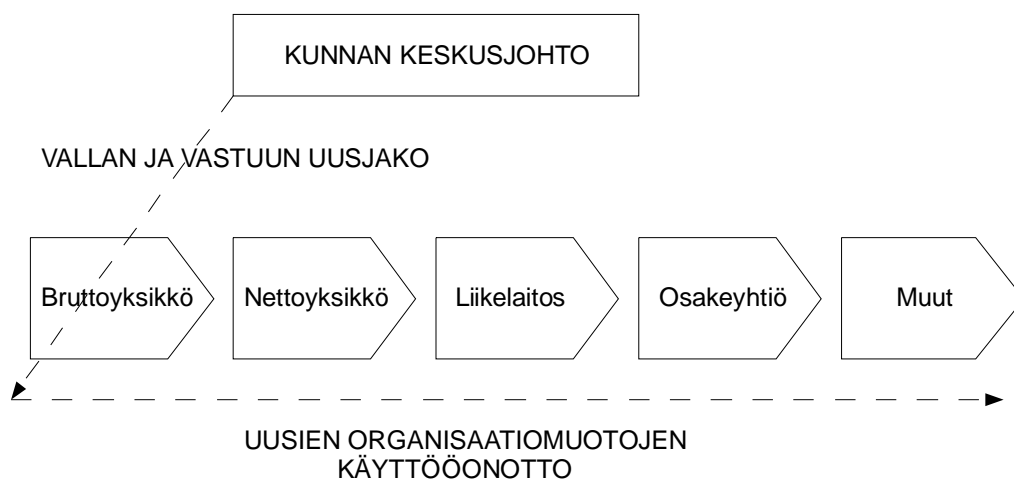 KUNNAN KESKUSJOHTO
VALLAN JA VASTUUN UUSJAKO
Bruttoyksikkö
Nettoyksikkö
Liikelaitos
Osakeyhtiö
Muut
UUSIEN ORGANISAATIOMUOTOJEN
KÄYTTÖÖONOTTO